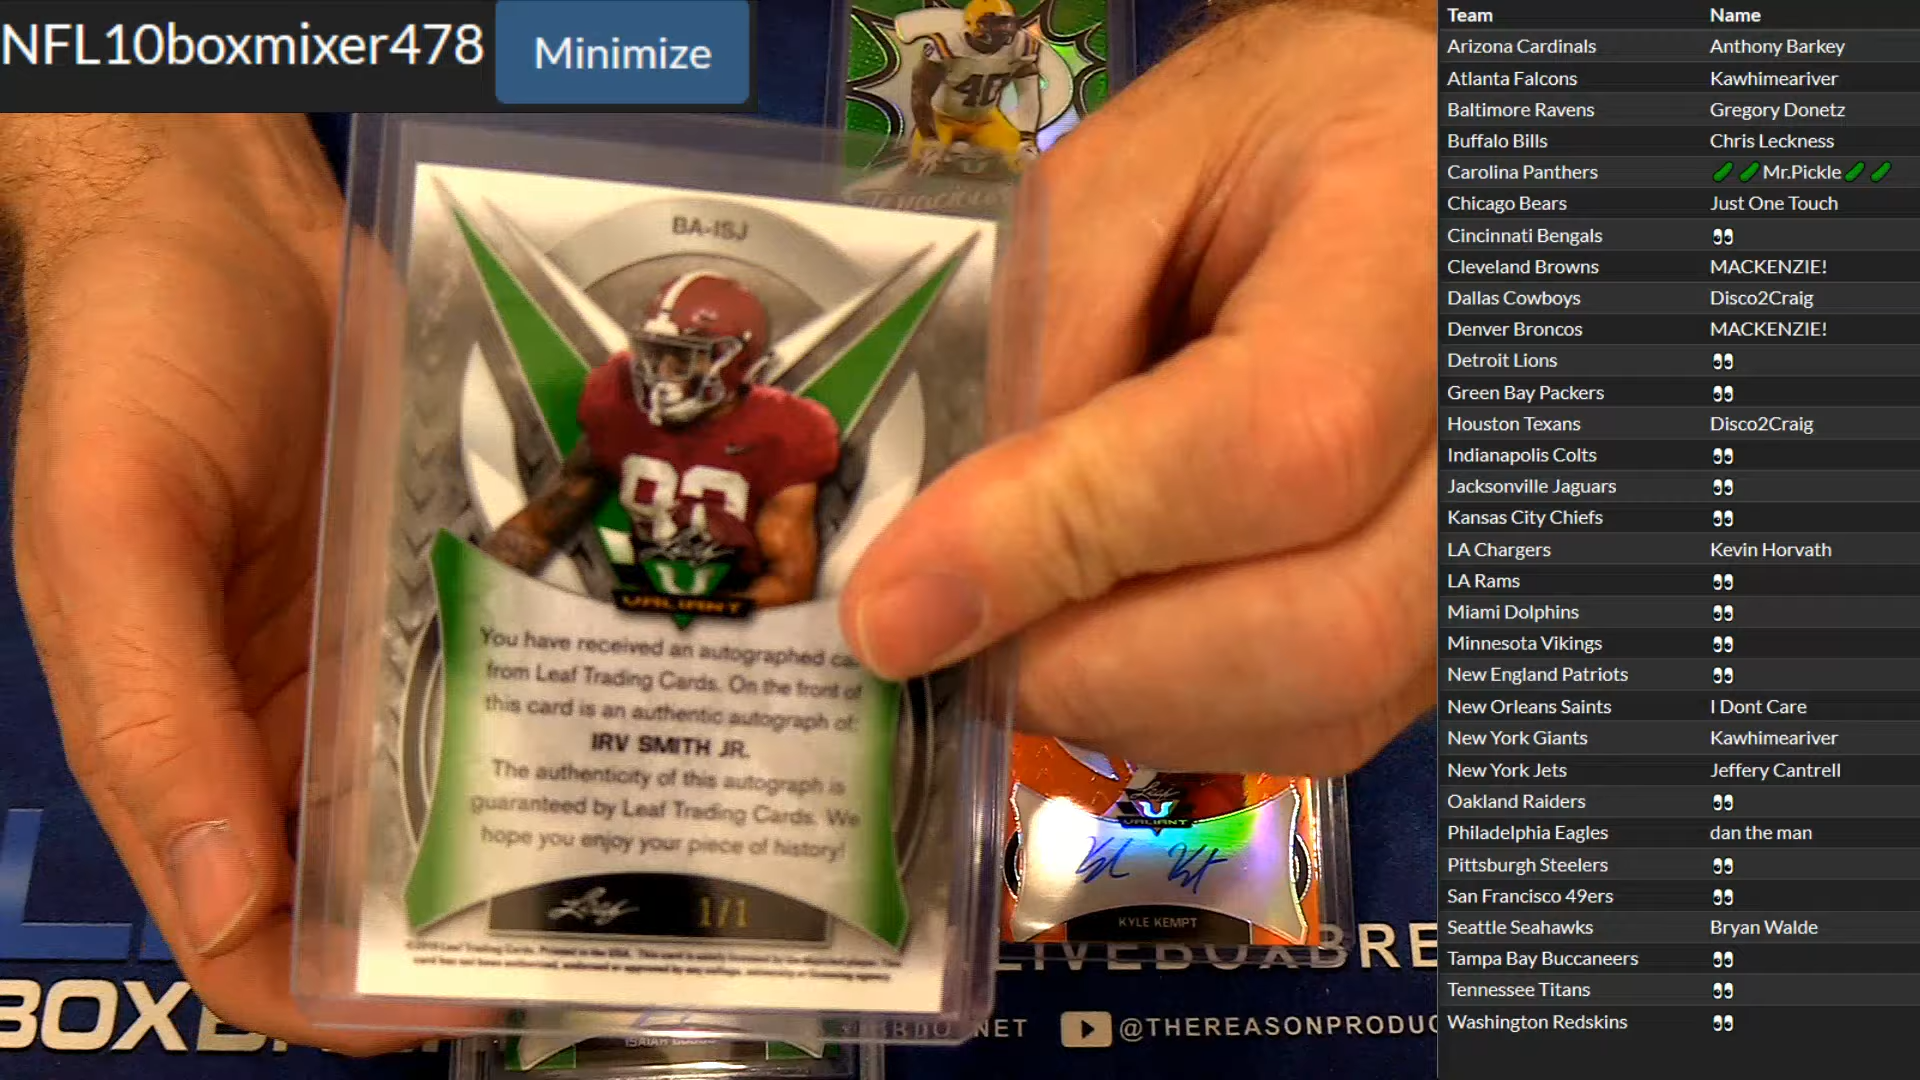 NFL10boxmixer478
Minimize
Team Name
Arizona Cardinals Anthony Barkey
Atlanta Falcons Kawhimeariver
Baltimore Ravens Gregory Donetz
Buffalo Bills Chris Leckness
Carolina Panthers Mr.Pickle
Chicago Bears Just One Touch
Cincinnati Bengals
Cleveland Browns MACKENZIE!
Dallas Cowboys Disco2Craig
Denver Broncos MACKENZIE!
Detroit Lions
Green Bay Packers
Houston Texans Disco2Craig
Indianapolis Colts
Jacksonville Jaguars
Kansas City Chiefs
LA Chargers Kevin Horvath
LA Rams
Miami Dolphins
Minnesota Vikings
New England Patriots
New Orleans Saints I Dont Care
New York Giants Kawhimeariver
New York Jets Jeffery Cantrell
Oakland Raiders
Philadelphia Eagles dan the man
Pittsburgh Steelers
San Francisco 49ers
Seattle Seahawks Bryan Walde
Tampa Bay Buccaneers
Tennessee Titans
Washington Redskins
40
BA-ISJ
VALIANT
You have received an autographed
from Leaf Trading Cards. On the front of
this card is an authentic autograph of:
IRV SMITH JR.
The authenticity of this autograph is
guaranteed by Leaf Trading Cards. We
hope you enjoy your piece of history!
Leaf 1/1
Leaf
VALIANT
KYLE KEMPT
LIVEBOXBRE
NET
@THEREASONPRODUC